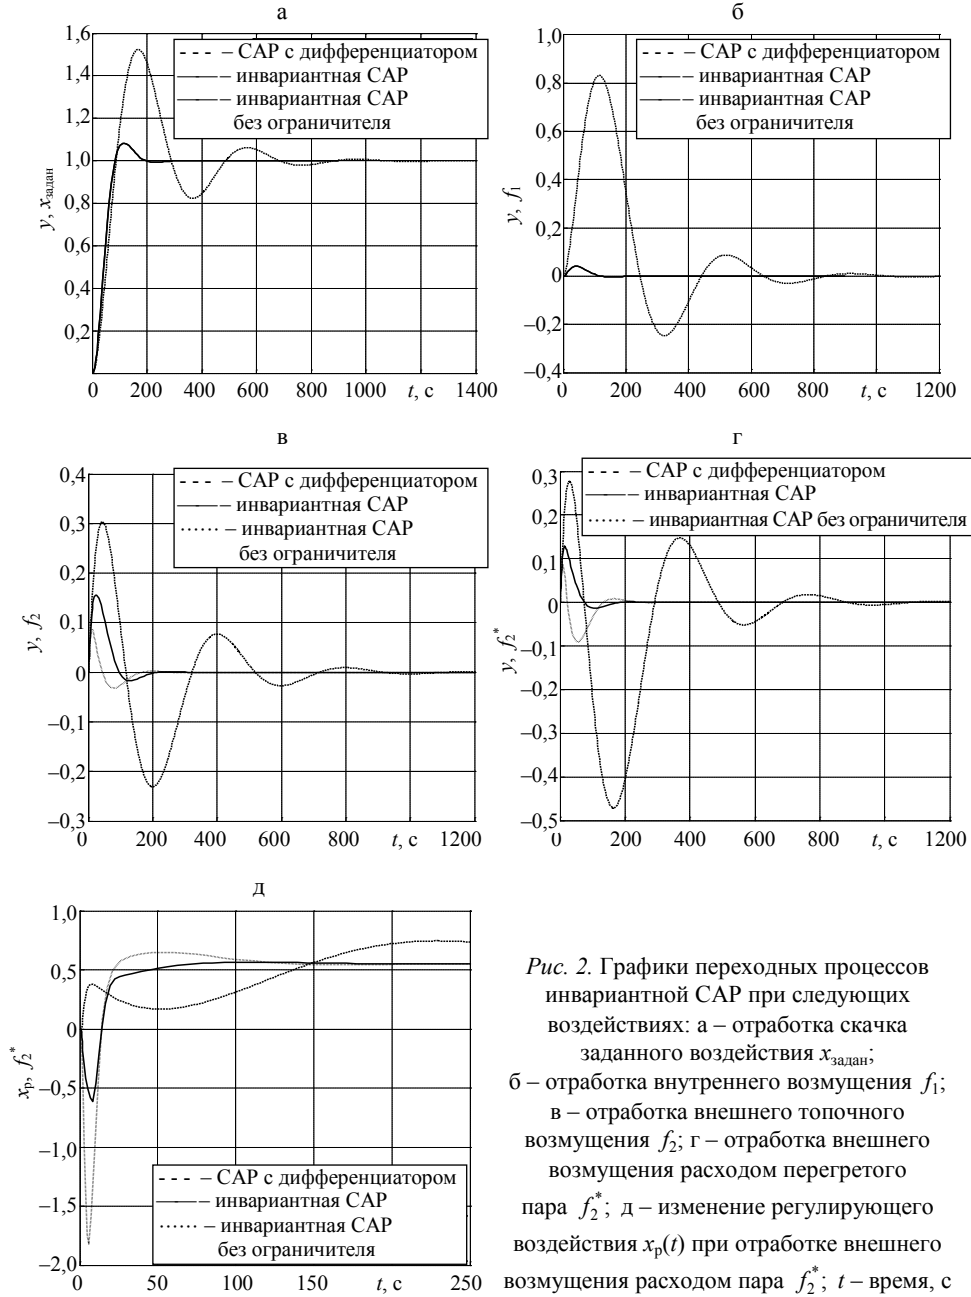 а
1,6
1,4
1,2
1,0
0,8
0,6
0,4
0,2
y, xзадан
– САР с дифференциатором
– инвариантная САР
– инвариантная САР
без ограничителя
0 200 400 600 800 1000 t, с 1400
б
1,0
0,8
0,6
0,4
0,2
0
–0,2
–0,4
y, f1
– САР с дифференциатором
– инвариантная САР
– инвариантная САР
без ограничителя
0 200 400 600 800 t, с 1200
в
0,4
0,3
0,2
0,1
0
–0,1
–0,2
–0,3
y, f2
– САР с дифференциатором
– инвариантная САР
– инвариантная САР
без ограничителя
0 200 400 600 800 t, с 1200
г
0,3
0,2
0,1
0
–0,1
–0,2
–0,3
–0,4
–0,5
y, f2*
– САР с дифференциатором
– инвариантная САР
– инвариантная САР без ограничителя
0 200 400 600 800 t, с 1200
д
1,0
0,5
0
–0,5
–1,0
–1,5
–2,0
xр, f2*
– САР с дифференциатором
– инвариантная САР
– инвариантная САР
без ограничителя
0 50 100 150 t, с 250
Рис. 2. Графики переходных процессов
инвариантной САР при следующих
воздействиях: а – отработка скачка
заданного воздействия xзадан;
б – отработка внутреннего возмущения f1;
в – отработка внешнего топочного
возмущения f2; г – отработка внешнего
возмущения расходом перегретого
пара f2*; д – изменение регулирующего
воздействия xр(t) при отработке внешнего
возмущения расходом пара f2*; t – время, с